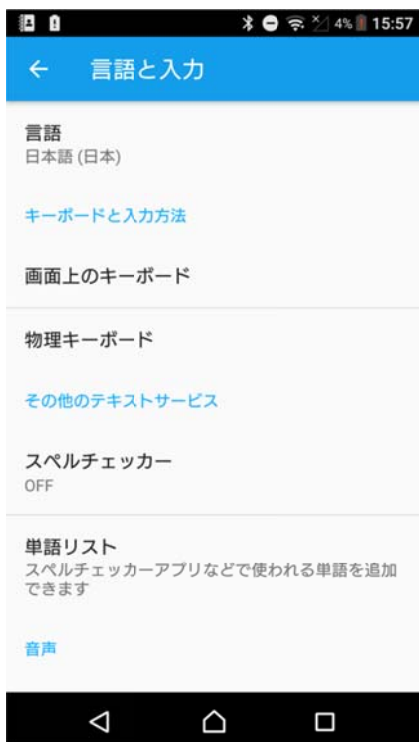 4% 15:57
言語と入力
言語
日本語 (日本)
キーボードと入力方法
画面上のキーボード
物理キーボード
その他のテキストサービス
スペルチェッカー
OFF
単語リスト
スペルチェッカーアプリなどで使われる単語を追加
できます
音声